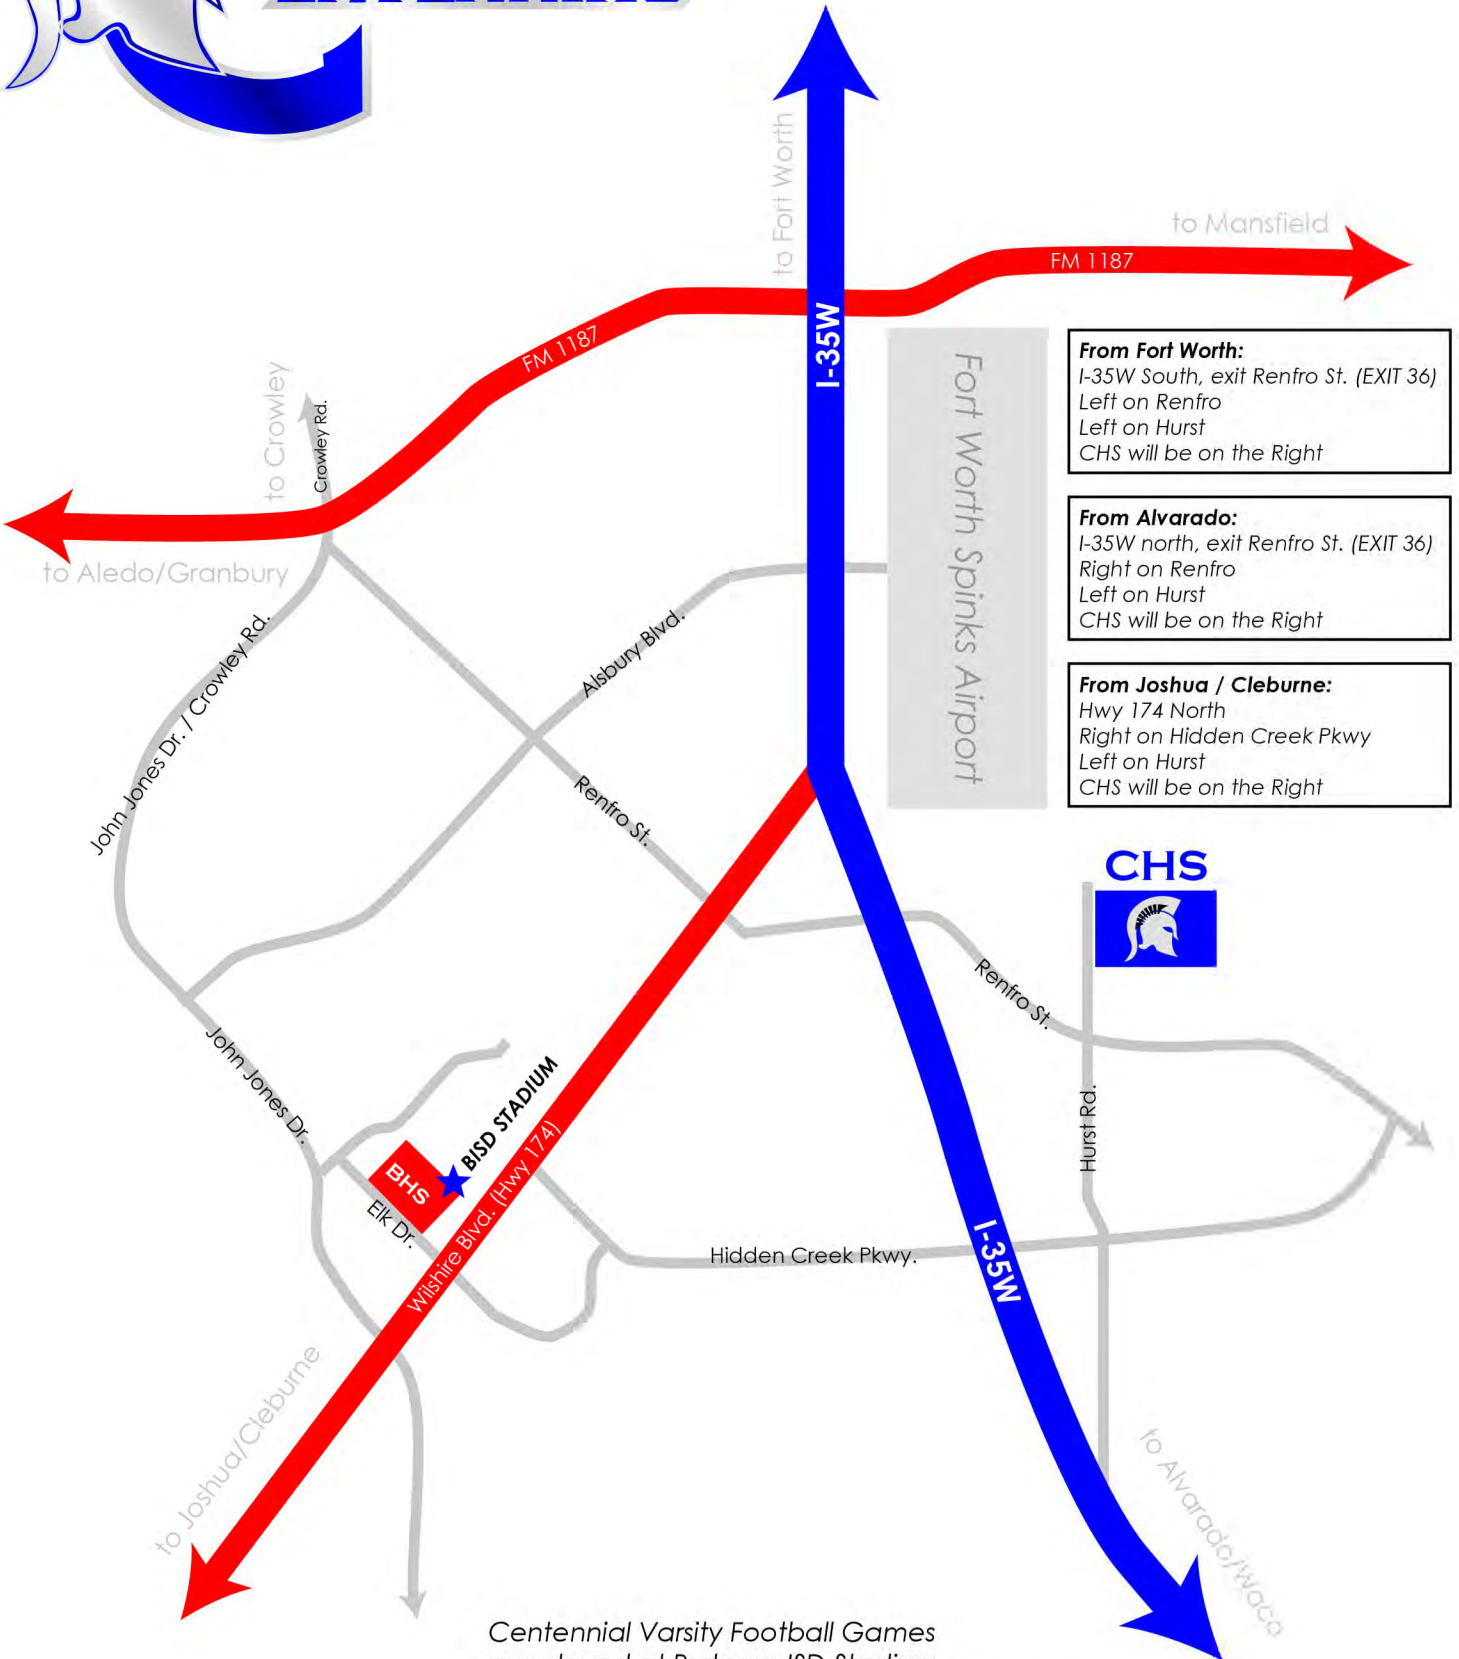 to Fort Worth
to Mansfield
FM 1187
I-35W
FM 1187
From Fort Worth:
I-35W South, exit Renfro St. (EXIT 36)
Left on Renfro
Left on Hurst
CHS will be on the Right
to Crowley
Crowley Rd.
Fort Worth Spinks Airport
From Alvarado:
I-35W north, exit Renfro St. (EXIT 36)
Right on Renfro
Left on Hurst
CHS will be on the Right
to Aledo/Granbury
John Jones Dr. / Crowley Rd.
Alsbury Blvd.
From Joshua / Cleburne:
Hwy 174 North
Right on Hidden Creek Pkwy
Left on Hurst
CHS will be on the Right
Renfro St.
CHS
Renfro St.
John Jones Dr.
BISD STADIUM
Hurst Rd.
BHS
Elk Dr.
Wilshire Blvd. (Hwy 174)
Hidden Creek Pkwy.
I-35W
to Joshua/Cleburne
to Alvarado/Waco
Centennial Varsity Football Games